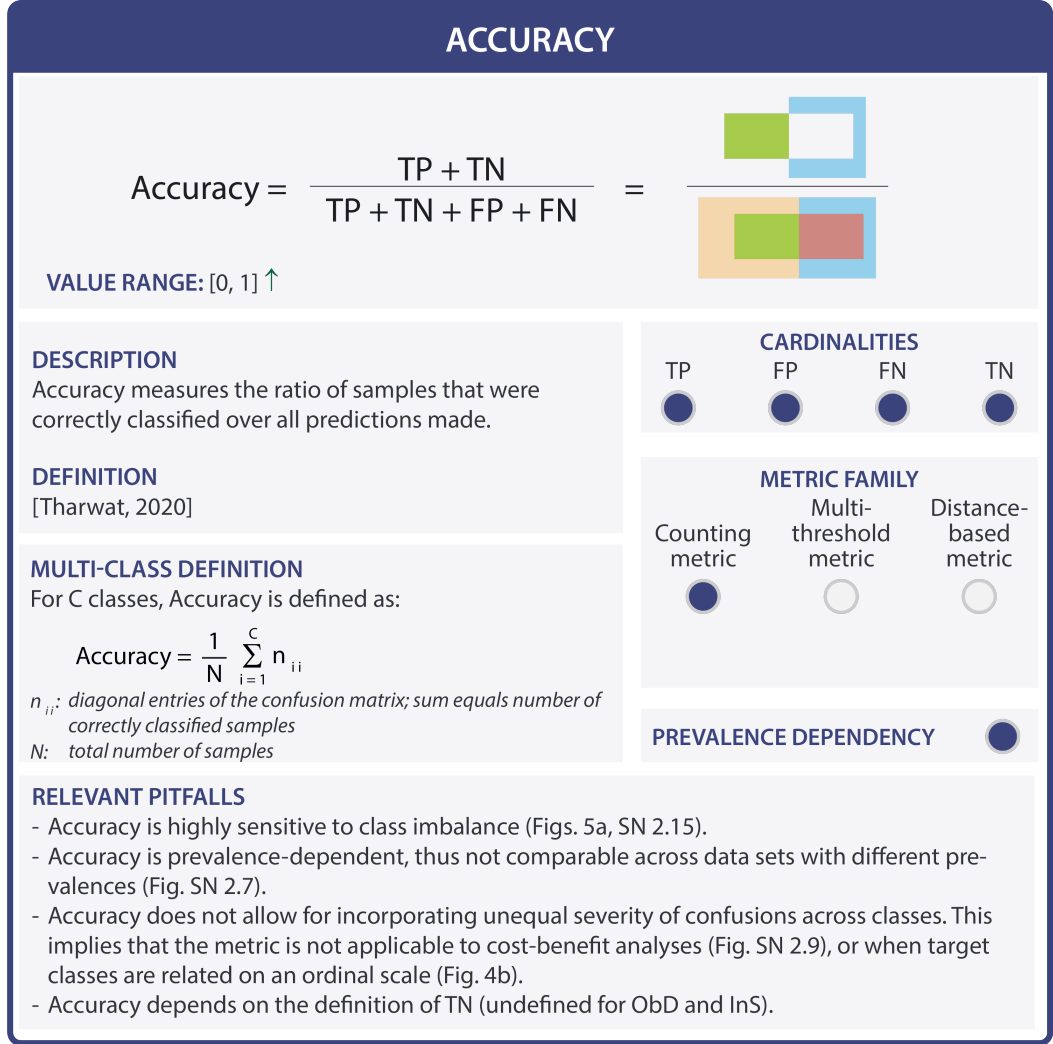 ACCURACY
Accuracy = TP + TN / TP + TN + FP + FN =
VALUE RANGE: [0, 1] ↑
DESCRIPTION
Accuracy measures the ratio of samples that were
correctly classified over all predictions made.
DEFINITION
[Tharwat, 2020]
MULTI-CLASS DEFINITION
For C classes, Accuracy is defined as:
Accuracy = 1/N C Σ i = 1 n ii
n ii: diagonal entries of the confusion matrix; sum equals number of
correctly classified samples
N: total number of samples
CARDINALITIES
TP FP FN TN
METRIC FAMILY
Counting
metric
Multi-
threshold
metric
Distance-
based
metric
PREVALENCE DEPENDENCY
RELEVANT PITFALLS
- Accuracy is highly sensitive to class imbalance (Figs. 5a, SN 2.15).
- Accuracy is prevalence-dependent, thus not comparable across data sets with different pre-
valences (Fig. SN 2.7).
- Accuracy does not allow for incorporating unequal severity of confusions across classes. This
implies that the metric is not applicable to cost-benefit analyses (Fig. SN 2.9), or when target
classes are related on an ordinal scale (Fig. 4b).
- Accuracy depends on the definition of TN (undefined for ObD and InS).